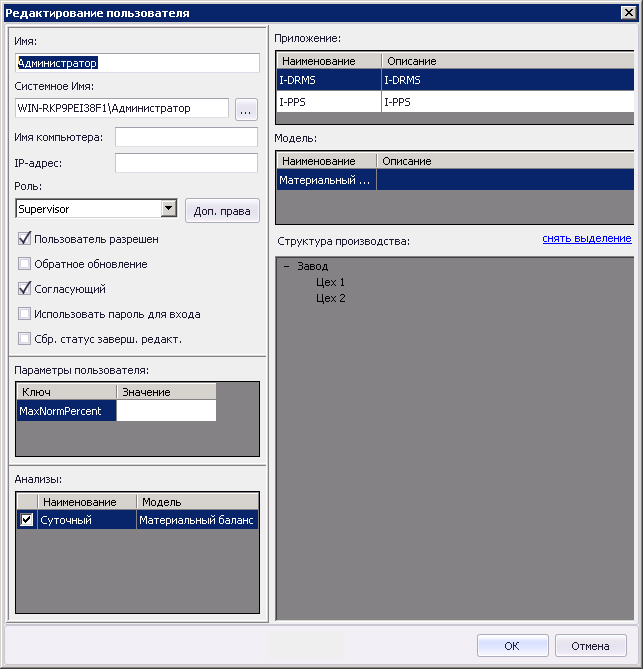 Редактирование пользователя
Имя:
Администратор
Системное Имя:
WIN-RKP9PEI38F1\Администратор
...
Имя компьютера:
IP-адрес:
Роль:
Supervisor
Доп. права
Пользователь разрешен
Обратное обновление
Согласующий
Использовать пароль для входа
Сбр. статус заверш. редакт.
Параметры пользователя:
Ключ Значение
MaxNormPercent
Анализы:
Наименование Модель
Суточный Материальный баланс
Приложение:
Наименование Описание
I-DRMS I-DRMS
I-PPS I-PPS
Модель:
Наименование Описание
Материальный ...
Структура производства: снять выделение
Завод
Цех 1
Цех 2
ОК Отмена